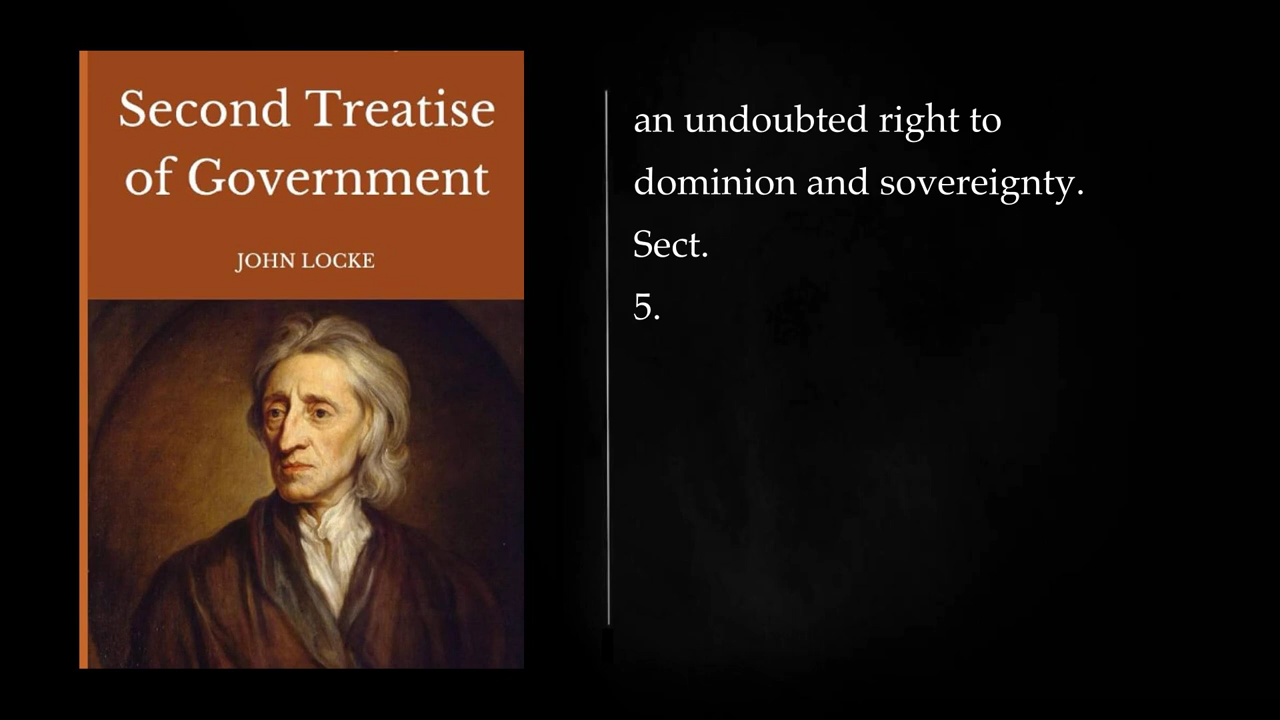 Second Treatise
of Government
JOHN LOCKE
an undoubted right to
dominion and sovereignty.
Sect.
5.